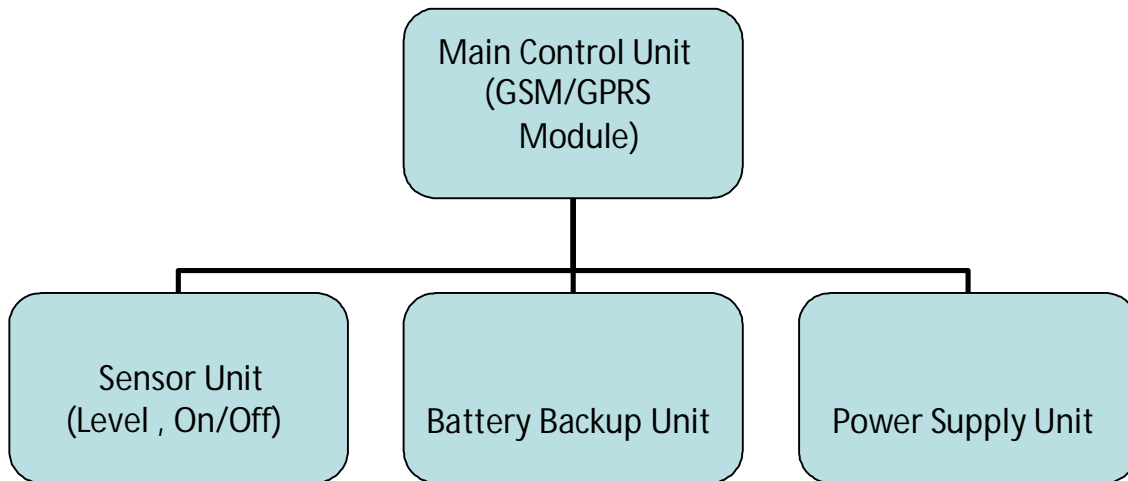 Main Control Unit
(GSM/GPRS
Module)
Sensor Unit
(Level , On/Off)
Battery Backup Unit
Power Supply Unit